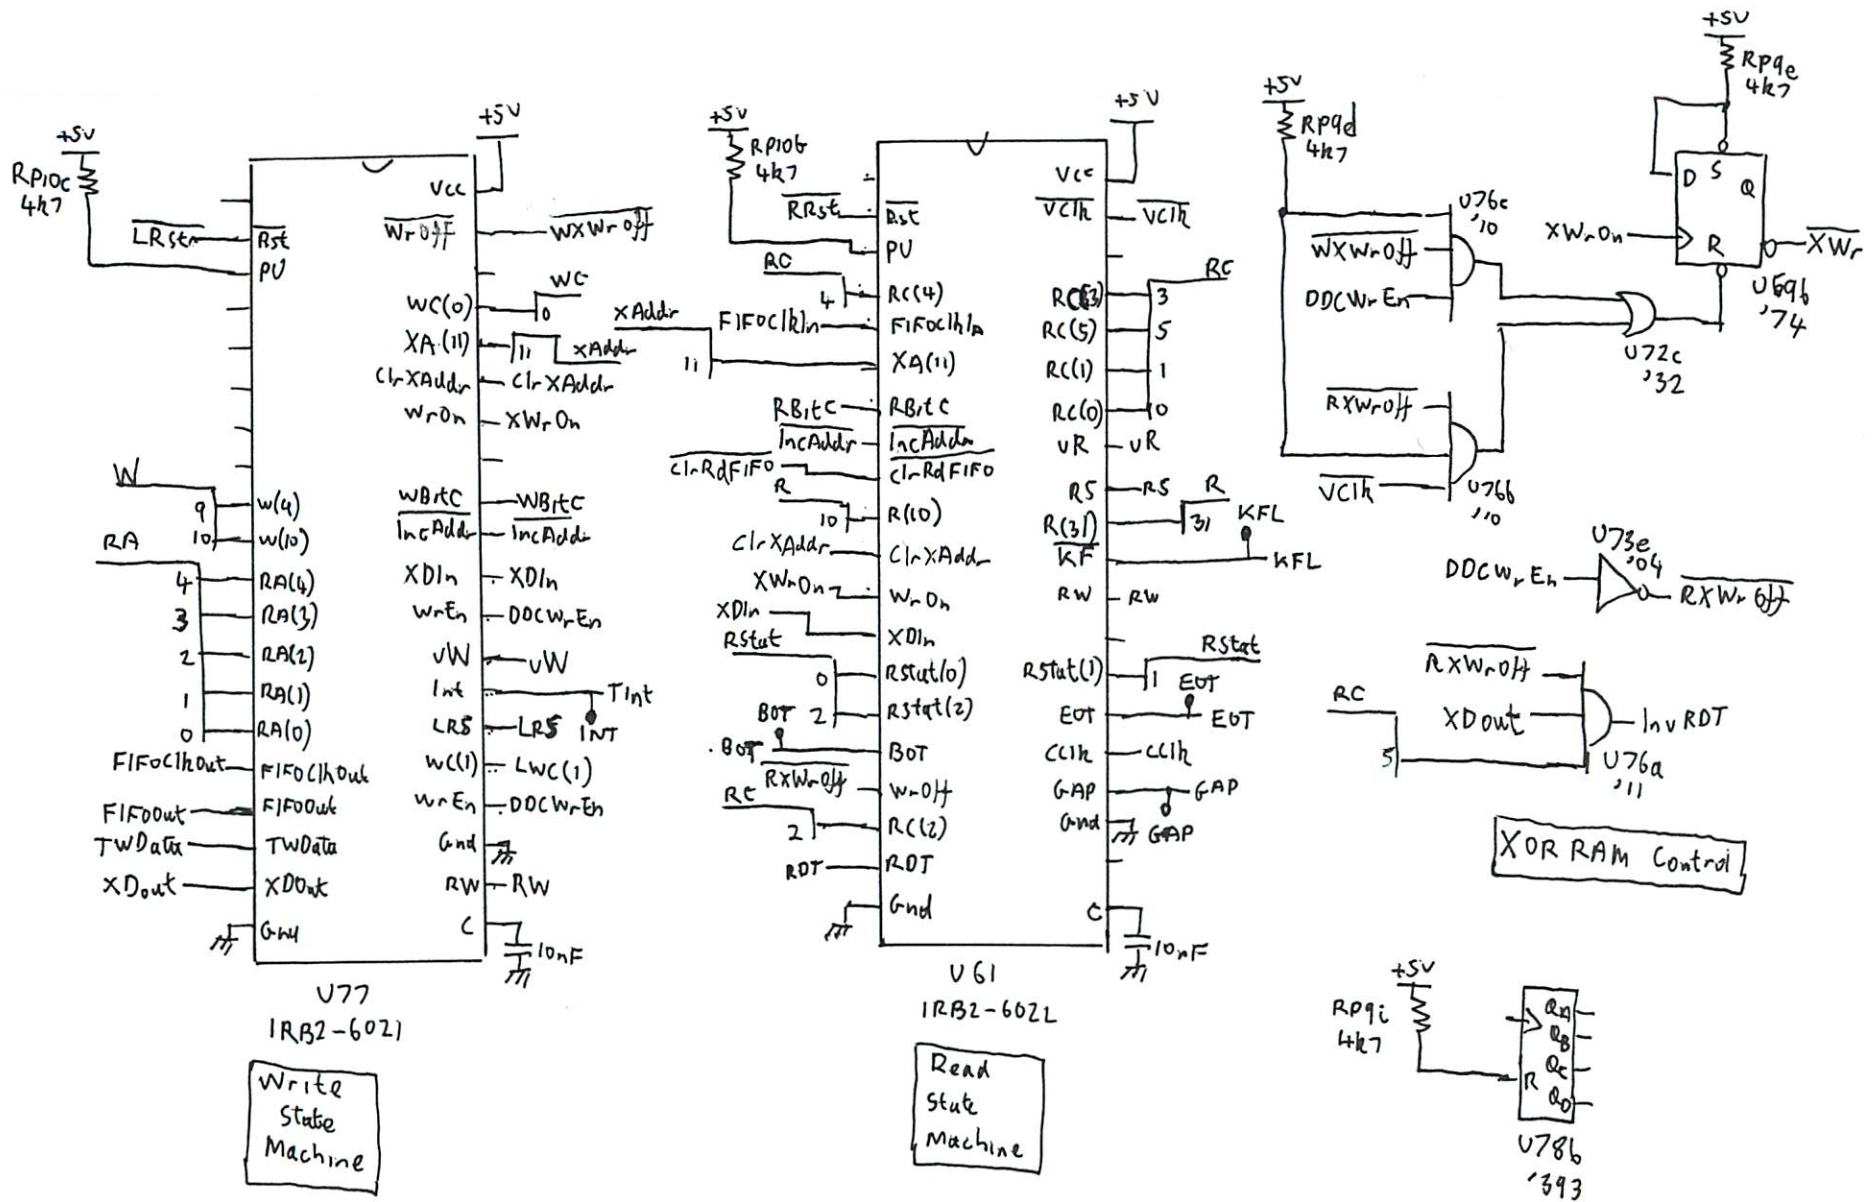 +5V
RP10c
4k7
LRst
Rst
PU
W
9
10
W(9)
W(10)
RA
4
3
2
1
0
RA(4)
RA(3)
RA(2)
RA(1)
RA(0)
FIFOClkOut
FIFOClkOut
FIFOOut
FIFOOut
TWData
TWData
XDout
XDOut
Gnd
+5V
Vcc
WrOff
WXWrOff
WC(0)
WC
0
XA(11)
11
XAddr
ClrXAddr
ClrXAddr
WrOn
XWrOn
WBitC
WBitC
IncAddr
IncAddr
XDIn
XDIn
WrEn
DDCWrEn
vW
vW
Int
TInt
INT
LRS
LRS
WC(1)
LWC(1)
WrEn
DDCWrEn
Gnd
RW
RW
C
10nF
U77
IRB2-6021
Write
State
Machine
+5V
RP10b
4k7
RRst
Rst
PU
RC
4
RC(4)
FIFOClkIn
FIFOClkIn
XAddr
11
XA(11)
RBitC
RBitC
IncAddr
IncAddr
ClrRdFIFO
ClrRdFIFO
R
10
R(10)
ClrXAddr
ClrXAddr
XWrOn
WrOn
XDIn
XDIn
RStat
0
2
RStat(0)
RStat(2)
BOT
BOT
BOT
RXWrOff
WrOff
RC
2
RC(2)
RDT
RDT
Gnd
+5V
Vcc
VClk
VClk
RC
RC(3)
3
RC(5)
5
RC(1)
1
RC(0)
0
vR
vR
RS
RS
R
R(31)
31
KFL
KF
KFL
RW
RW
RStat
RStat(1)
1
EOT
EOT
EOT
CClk
CClk
GAP
GAP
GAP
Gnd
C
10nF
U61
IRB2-6022
Read
State
Machine
+5V
RP9d
4k7
+5V
RP9e
4k7
U76c
'10
WXWrOff
DDCWrEn
XWrOn
D
S
Q
R
XWr
U69b
'74
U72c
'32
RXWrOff
VClk
U76b
'10
DDCWrEn
U73e
'04
RXWrOff
RXWrOff
XDout
RC
5
InvRDT
U76a
'11
XOR RAM Control
+5V
RP9i
4k7
R
QA
QB
QC
QD
U78b
'393